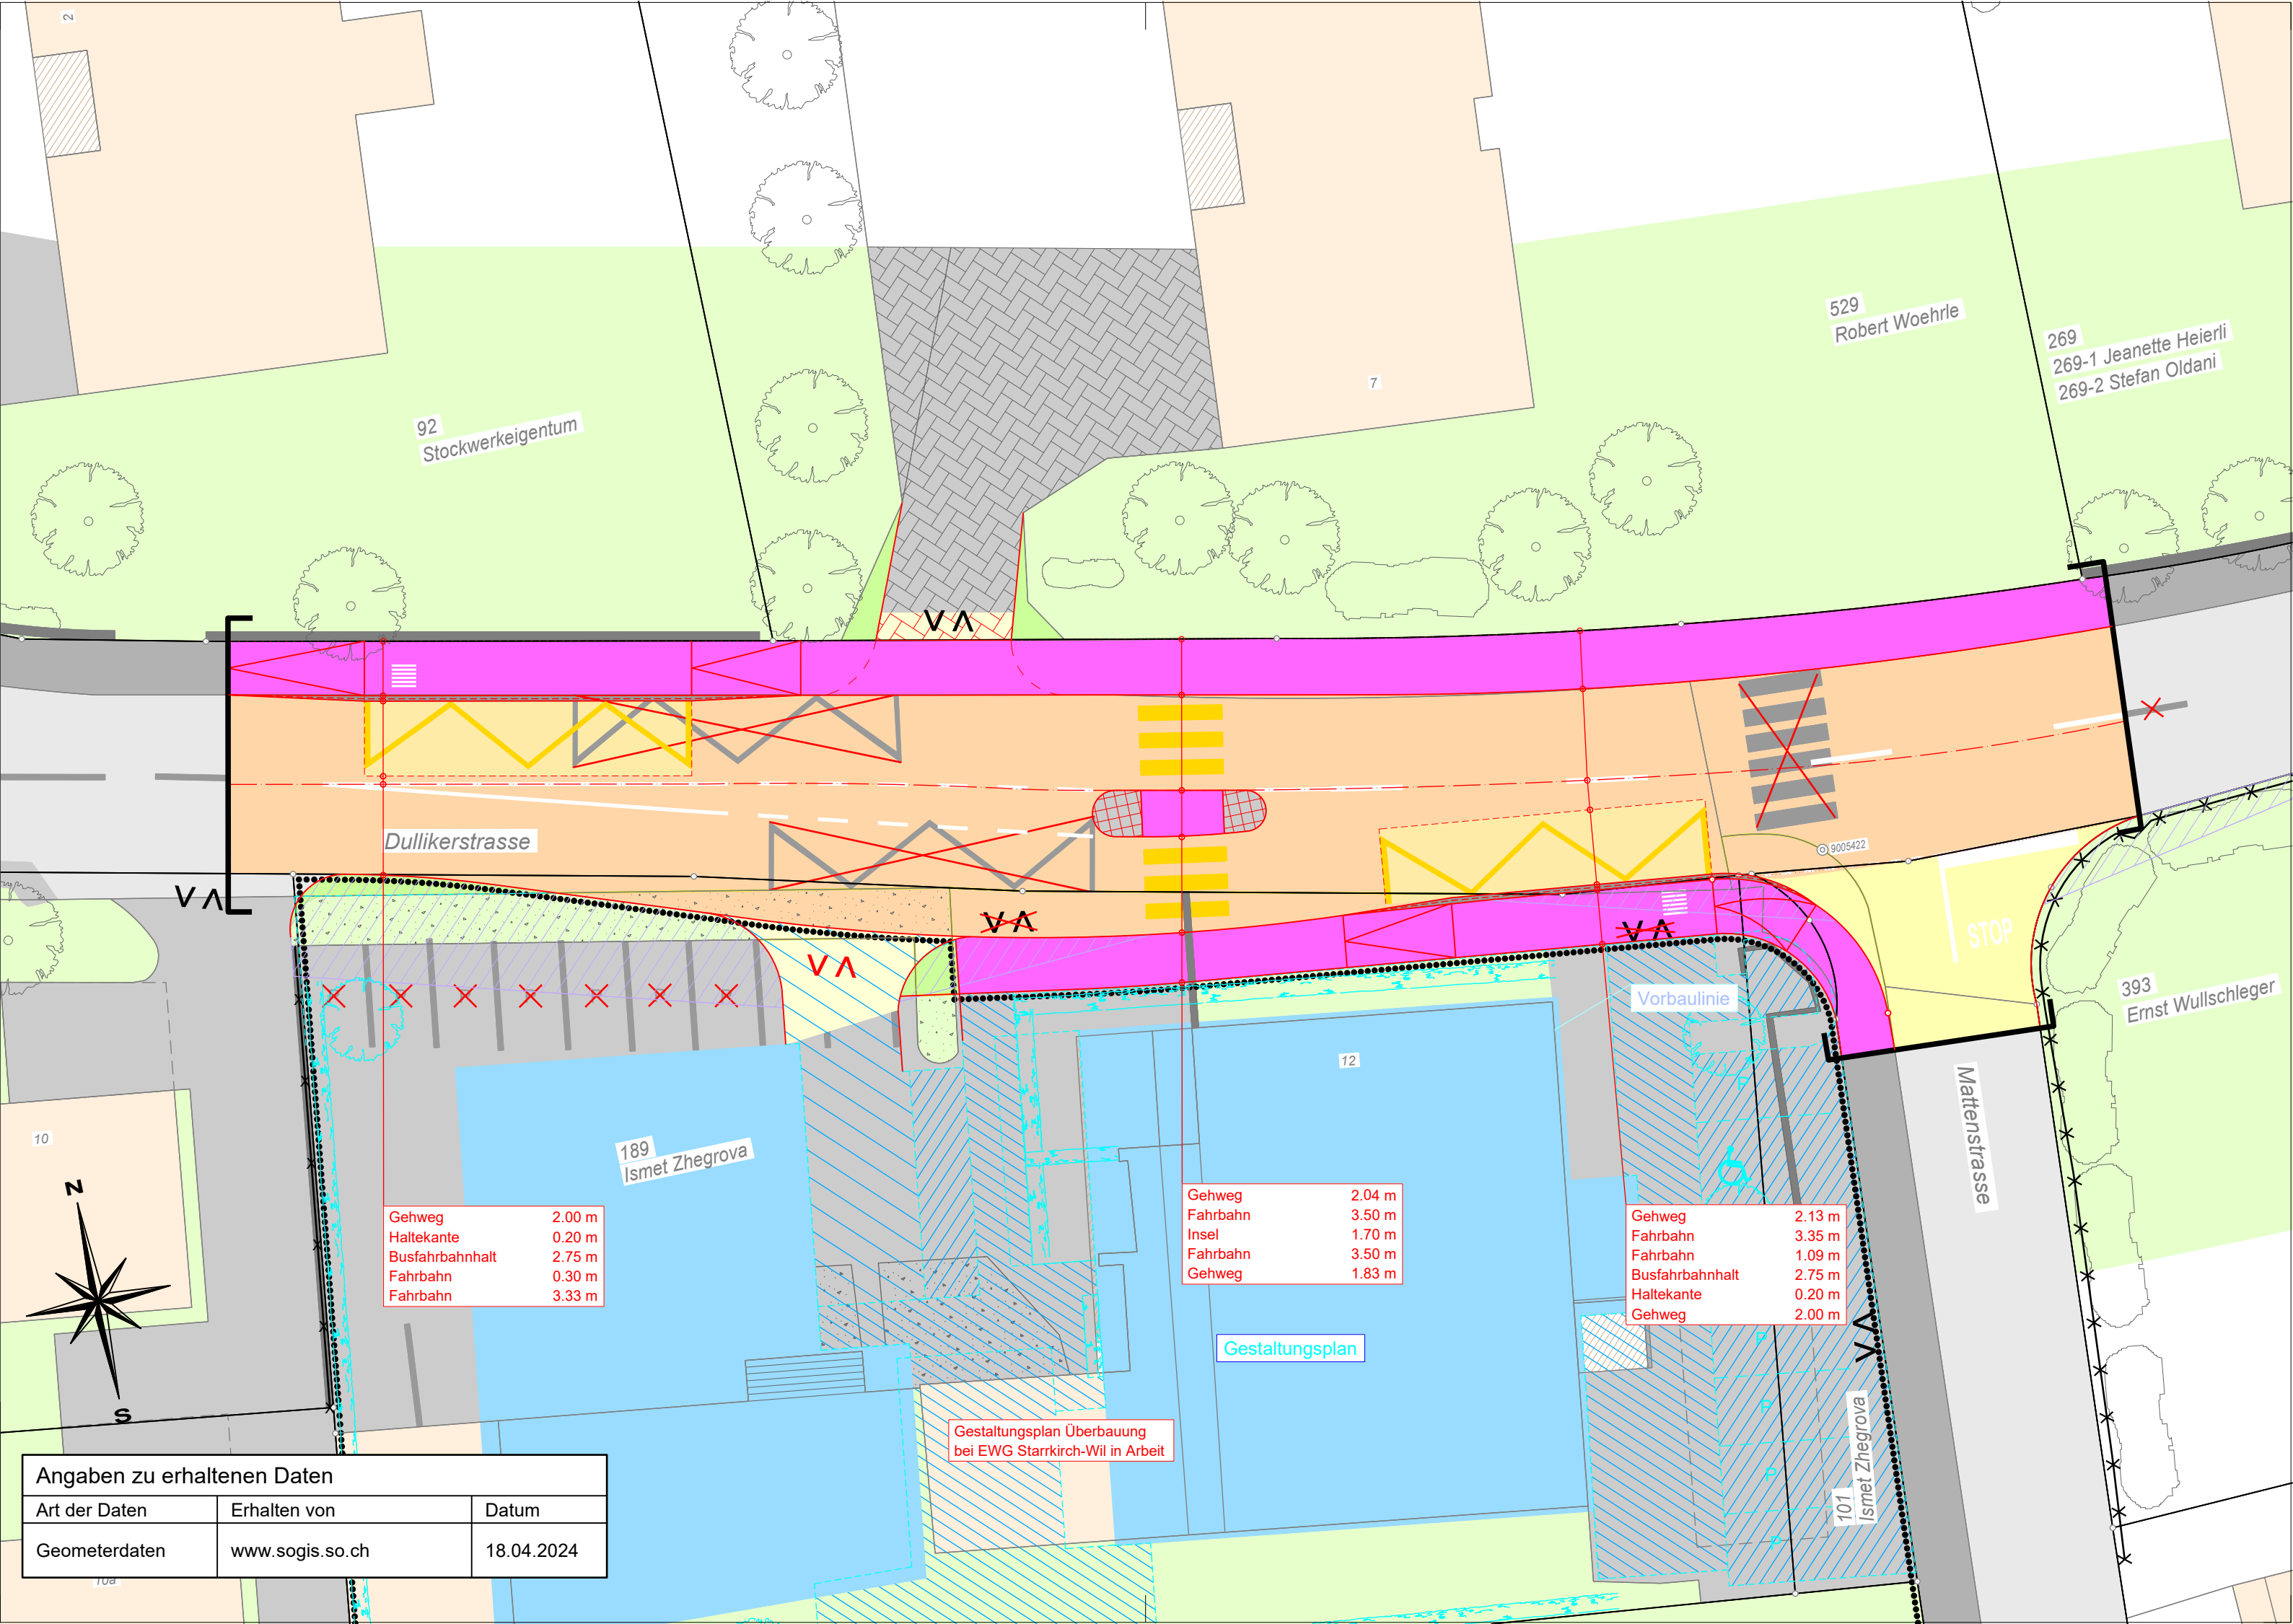 2
529
Robert Woehrle
269
269-1 Jeanette Heierli
269-2 Stefan Oldani
7
92
Stockwerkeigentum
Dullikerstrasse
9005422
STOP
393
Ernst Wullschleger
Vorbaulinie
12
10
189
Ismet Zhegrova
Mattenstrasse
N
S
P
Gehweg 2.00 m
Haltekante 0.20 m
Busfahrbahnhalt 2.75 m
Fahrbahn 0.30 m
Fahrbahn 3.33 m
Gehweg 2.04 m
Fahrbahn 3.50 m
Insel 1.70 m
Fahrbahn 3.50 m
Gehweg 1.83 m
Gehweg 2.13 m
Fahrbahn 3.35 m
Fahrbahn 1.09 m
Busfahrbahnhalt 2.75 m
Haltekante 0.20 m
Gehweg 2.00 m
P
P
P
P
Gestaltungsplan
Gestaltungsplan Überbauung
bei EWG Starrkirch-Wil in Arbeit
101
Ismet Zhegrova
Angaben zu erhaltenen Daten
Art der Daten Erhalten von Datum
Geometerdaten www.sogis.so.ch 18.04.2024
10a